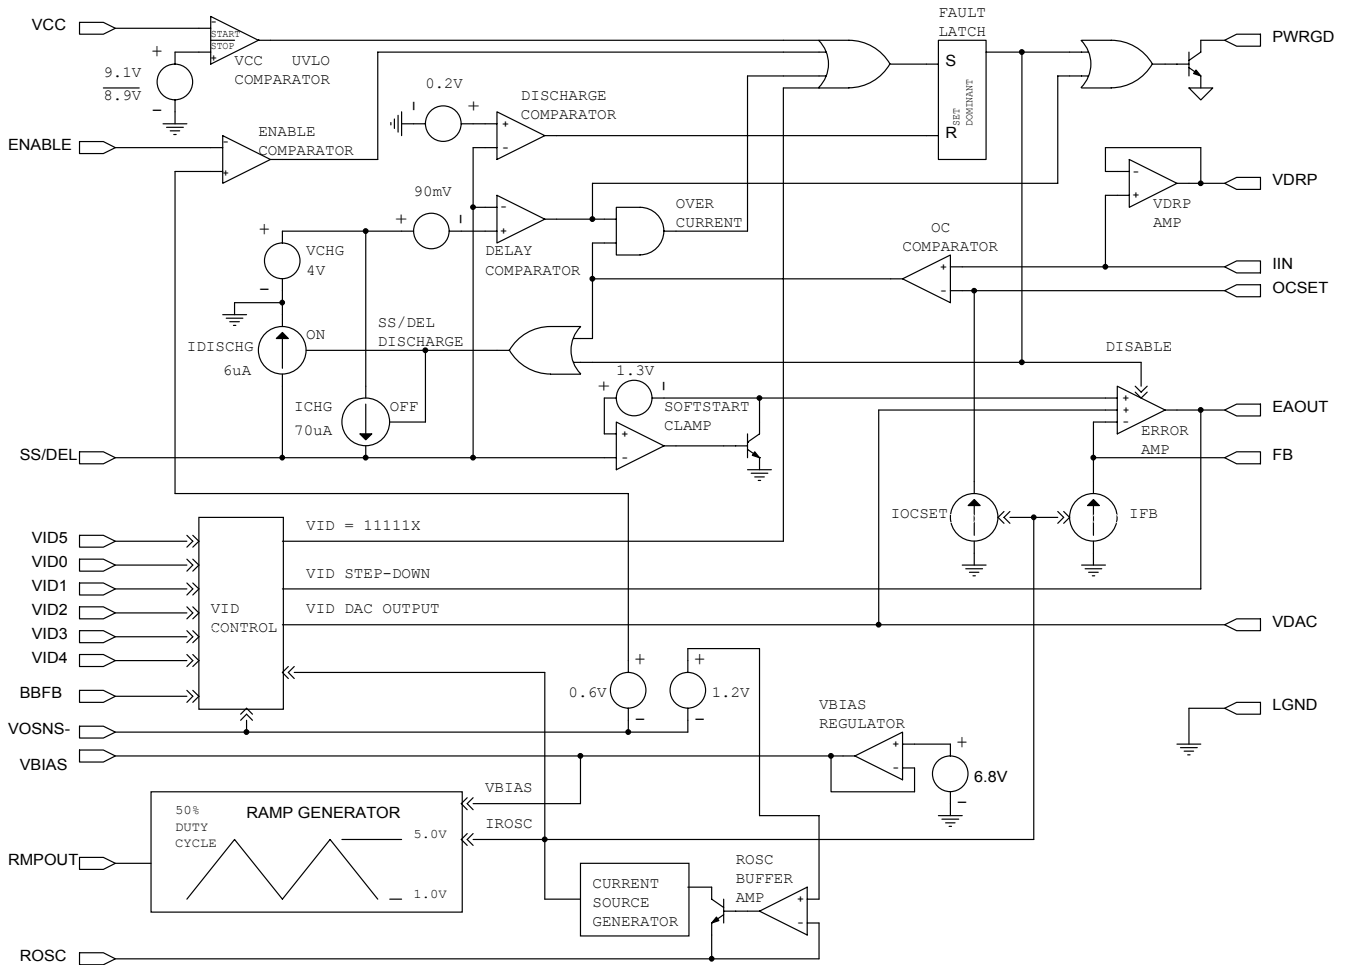 VCC
START
STOP
VCC UVLO
COMPARATOR
9.1V
8.9V
+
−
FAULT
LATCH
S
R
SET
DOMINANT
PWRGD
0.2V
DISCHARGE
COMPARATOR
ENABLE
ENABLE
COMPARATOR
90mV
DELAY
COMPARATOR
OVER
CURRENT
VDRP
VDRP
AMP
OC
COMPARATOR
IIN
OCSET
VCHG
4V
IDISCHG
6uA
ON
SS/DEL
DISCHARGE
ICHG
70uA
OFF
1.3V
SOFTSTART
CLAMP
DISABLE
ERROR
AMP
EAOUT
FB
SS/DEL
IOCSET
IFB
VID5
VID0
VID1
VID2
VID3
VID4
BBFB
VOSNS-
VBIAS
VID
CONTROL
VID = 11111X
VID STEP-DOWN
VID DAC OUTPUT
VDAC
0.6V
1.2V
VBIAS
REGULATOR
6.8V
LGND
VBIAS
IROSC
50%
DUTY
CYCLE
RAMP GENERATOR
5.0V
1.0V
RMPOUT
CURRENT
SOURCE
GENERATOR
ROSC
BUFFER
AMP
ROSC